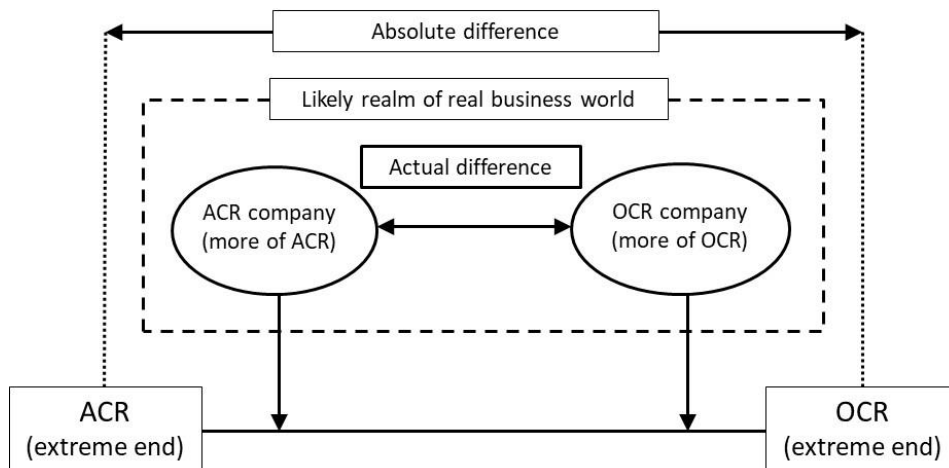 Absolute difference
Likely realm of real business world
Actual difference
ACR company
(more of ACR)
OCR company
(more of OCR)
ACR
(extreme end)
OCR
(extreme end)